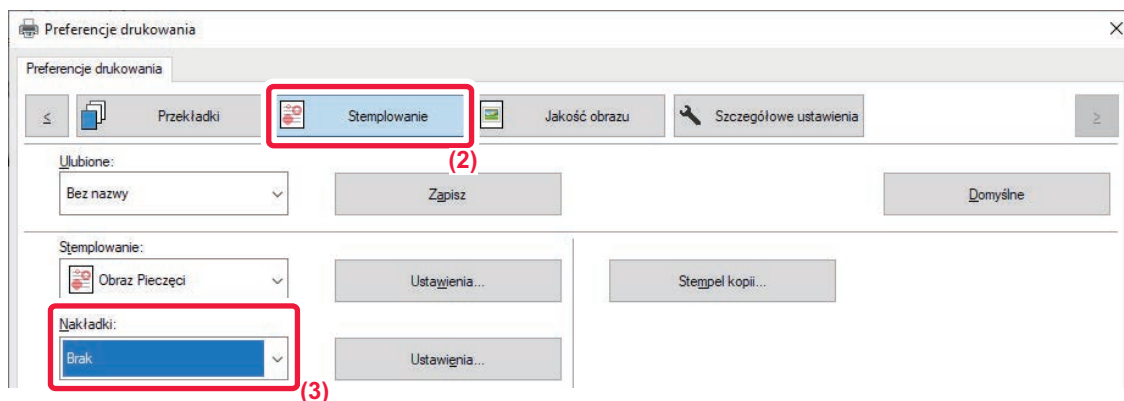 Preferencje drukowania
Preferencje drukowania
≤ Przekładki Stemplowanie Jakość obrazu Szczegółowe ustawienia ≥
(2)
Ulubione:
Bez nazwy Zapisz Domyślne
Stemplowanie:
Obraz Pieczęci Ustawienia... Stempel kopii...
Nakładki:
Brak Ustawienia...
(3)